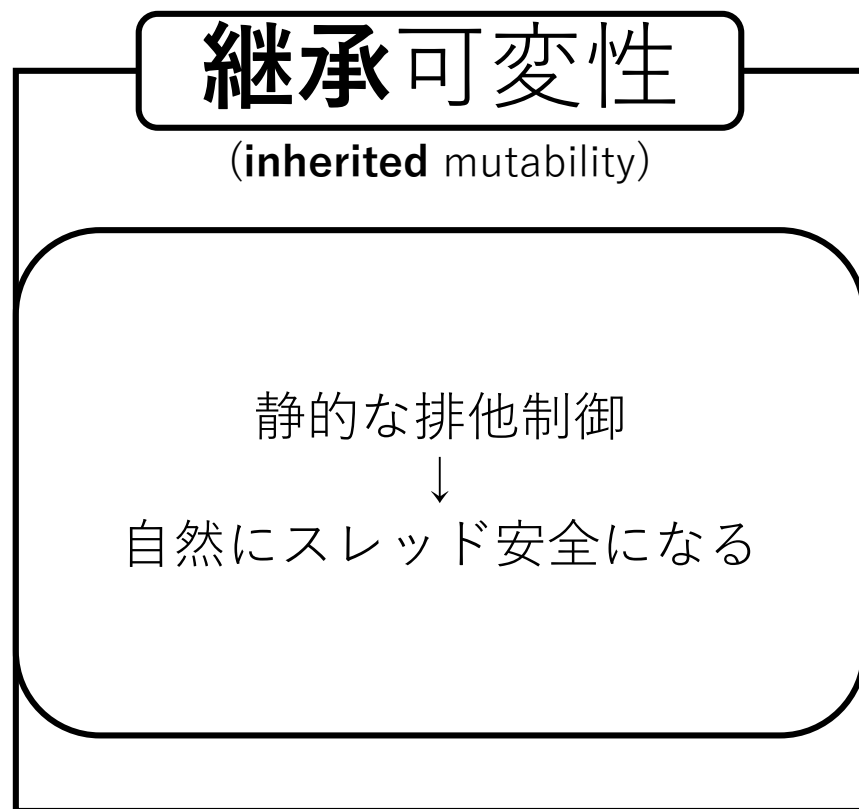 継承可変性
(inherited mutability)
静的な排他制御
↓
自然にスレッド安全になる